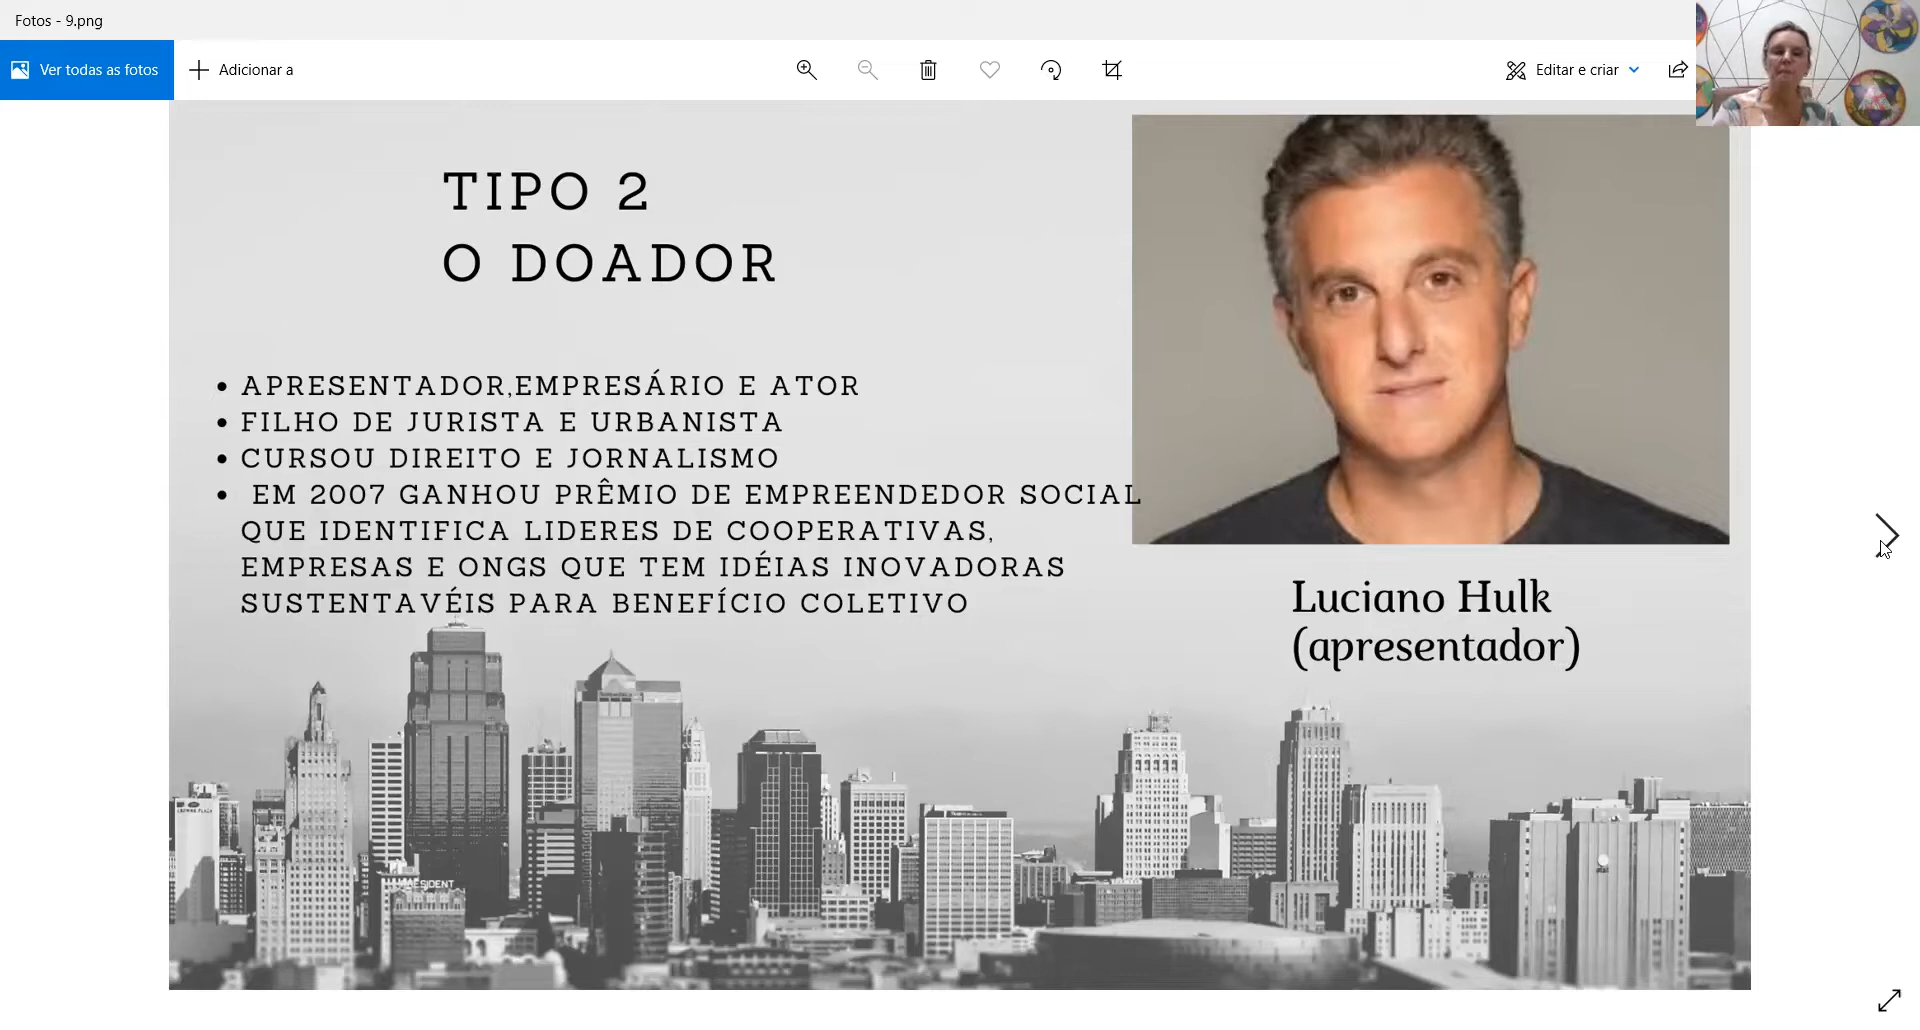 Fotos - 9.png
Ver todas as fotos
Adicionar a
Editar e criar
TIPO 2
O DOADOR
• APRESENTADOR,EMPRESÁRIO E ATOR
• FILHO DE JURISTA E URBANISTA
• CURSOU DIREITO E JORNALISMO
• EM 2007 GANHOU PRÊMIO DE EMPREENDEDOR SOCIAL
QUE IDENTIFICA LIDERES DE COOPERATIVAS,
EMPRESAS E ONGS QUE TEM IDÉIAS INOVADORAS
SUSTENTAVÉIS PARA BENEFÍCIO COLETIVO
Luciano Hulk
(apresentador)